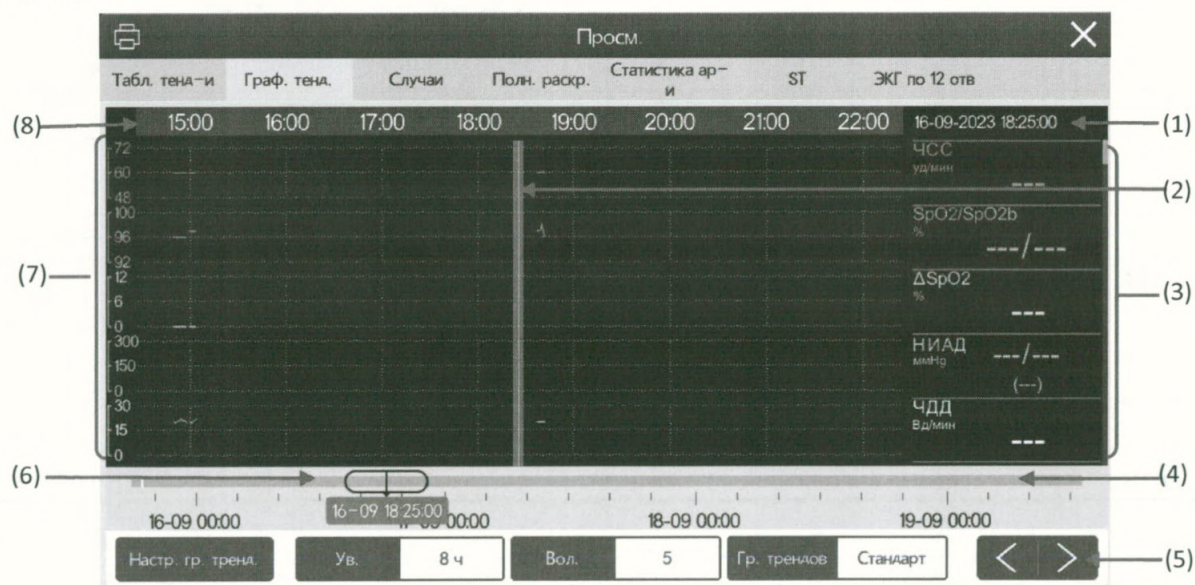 Просм.
Табл. тенд-и Граф. тенд. Случаи Полн. раскр. Статистика ар-
и ST ЭКГ по 12 отв
(8) 15:00 16:00 17:00 18:00 19:00 20:00 21:00 22:00 16-09-2023 18:25:00 (1)
72 ЧСС
60 уд/мин
48 --- (2)
100 SpO2/SpO2b
96 %
92 ---/---
(7) 12 ΔSpO2 (3)
6 %
0 ---
300 НИАД ---/---
150 ммHg
0 (---)
30 ЧДД
15 Вд/мин
0 ---
(6) (4)
16-09 18:25:00
16-09 00:00 00:00 18-09 00:00 19-09 00:00
Настр. гр. тренд. Ув. 8 ч Вол. 5 Гр. трендов Стандарт < > (5)